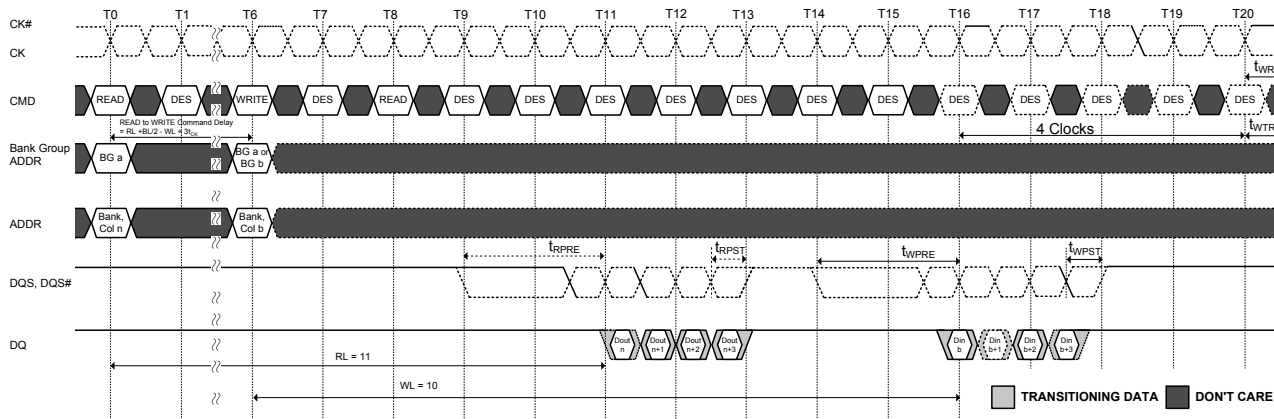 T0 T1 T6 T7 T8 T9 T10 T11 T12 T13 T14 T15 T16 T17 T18 T19 T20
CK#
CK
tWR
CMD READ DES WRITE DES READ DES DES DES DES DES DES DES DES DES DES DES DES
READ to WRITE Command Delay
= RL +BL/2 - WL + 3tCK
4 Clocks
tWTR
Bank Group
ADDR
BG a
BG a or
BG b
ADDR
Bank,
Col n
Bank,
Col b
tRPRE tRPST tWPRE tWPST
DQS, DQS#
DQ
Dout
n
Dout
n+1
Dout
n+2
Dout
n+3
Din
b
Din
b+1
Din
b+2
Din
b+3
RL = 11
WL = 10
TRANSITIONING DATA DON'T CARE